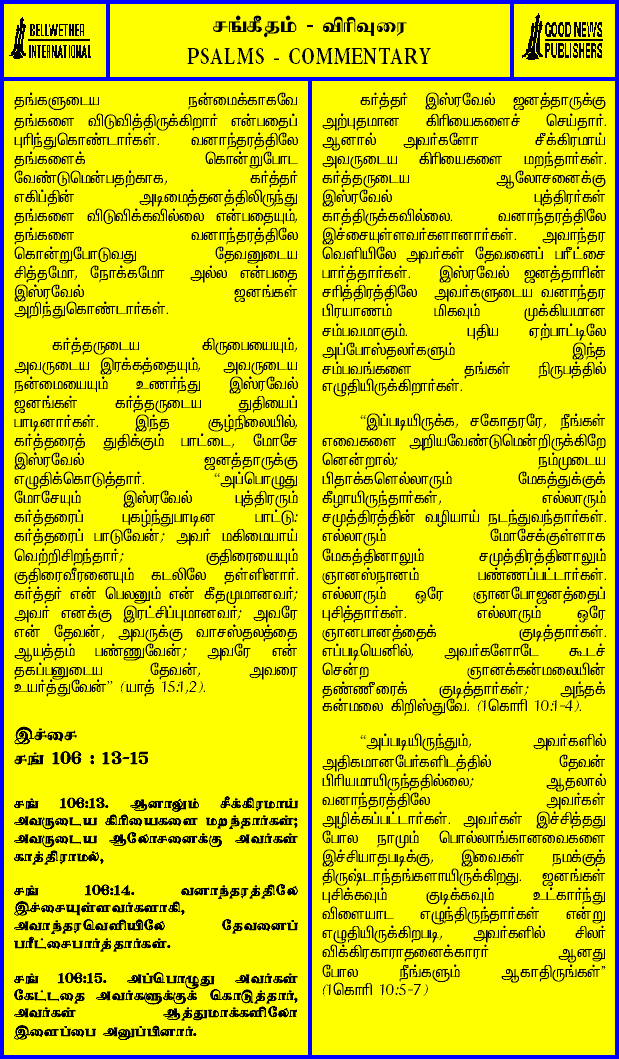 BELLWETHER
INTERNATIONAL
சங்கீதம் - விரிவுரை
PSALMS - COMMENTARY
GOOD NEWS
PUBLISHERS
தங்களுடைய நன்மைக்காகவே
தங்களை விடுவித்திருக்கிறார் என்பதைப்
புரிந்துகொண்டார்கள். வனாந்தரத்திலே
தங்களைக் கொன்றுபோட
வேண்டுமென்பதற்காக, கர்த்தர்
எகிப்தின் அடிமைத்தனத்திலிருந்து
தங்களை விடுவிக்கவில்லை என்பதையும்,
தங்களை வனாந்தரத்திலே
கொன்றுபோடுவது தேவனுடைய
சித்தமோ, நோக்கமோ அல்ல என்பதை
இஸ்ரவேல் ஜனங்கள்
அறிந்துகொண்டார்கள்.
கர்த்தருடைய கிருபையையும்,
அவருடைய இரக்கத்தையும், அவருடைய
நன்மையையும் உணர்ந்து இஸ்ரவேல்
ஜனங்கள் கர்த்தருடைய துதியைப்
பாடினார்கள். இந்த சூழ்நிலையில்,
கர்த்தரைத் துதிக்கும் பாட்டை, மோசே
இஸ்ரவேல் ஜனத்தாருக்கு
எழுதிக்கொடுத்தார். “அப்பொழுது
மோசேயும் இஸ்ரவேல் புத்திரரும்
கர்த்தரைப் புகழ்ந்துபாடின பாட்டு:
கர்த்தரைப் பாடுவேன்; அவர் மகிமையாய்
வெற்றிசிறந்தார்; குதிரையையும்
குதிரைவீரனையும் கடலிலே தள்ளினார்.
கர்த்தர் என் பெலனும் என் கீதமுமானவர்;
அவர் எனக்கு இரட்சிப்புமானவர்; அவரே
என் தேவன், அவருக்கு வாசஸ்தலத்தை
ஆயத்தம் பண்ணுவேன்; அவரே என்
தகப்பனுடைய தேவன், அவரை
உயர்த்துவேன்” (யாத் 15:1,2).
இச்சை
சங் 106 : 13-15
சங் 106:13. ஆனாலும் சீக்கிரமாய்
அவருடைய கிரியைகளை மறந்தார்கள்;
அவருடைய ஆலோசனைக்கு அவர்கள்
காத்திராமல்,
சங் 106:14. வனாந்தரத்திலே
இச்சையுள்ளவர்களாகி,
அவாந்தரவெளியிலே தேவனைப்
பரீட்சைபார்த்தார்கள்.
சங் 106:15. அப்பொழுது அவர்கள்
கேட்டதை அவர்களுக்குக் கொடுத்தார்,
அவர்கள் ஆத்துமாக்களிலோ
இளைப்பை அனுப்பினார்.
கர்த்தர் இஸ்ரவேல் ஜனத்தாருக்கு
அற்புதமான கிரியைகளைச் செய்தார்.
ஆனால் அவர்களோ சீக்கிரமாய்
அவருடைய கிரியைகளை மறந்தார்கள்.
கர்த்தருடைய ஆலோசனைக்கு
இஸ்ரவேல் புத்திரர்கள்
காத்திருக்கவில்லை. வனாந்தரத்திலே
இச்சையுள்ளவர்களானார்கள். அவாந்தர
வெளியிலே அவர்கள் தேவனைப் பரீட்சை
பார்த்தார்கள். இஸ்ரவேல் ஜனத்தாரின்
சரித்திரத்திலே அவர்களுடைய வனாந்தர
பிரயாணம் மிகவும் முக்கியமான
சம்பவமாகும். புதிய ஏற்பாட்டிலே
அப்போஸ்தலர்களும் இந்த
சம்பவங்களை தங்கள் நிருபத்தில்
எழுதியிருக்கிறார்கள்.
“இப்படியிருக்க, சகோதரரே, நீங்கள்
எவைகளை அறியவேண்டுமென்றிருக்கிறே
னென்றால்; நம்முடைய
பிதாக்களெல்லாரும் மேகத்துக்குக்
கீழாயிருந்தார்கள், எல்லாரும்
சமுத்திரத்தின் வழியாய் நடந்துவந்தார்கள்.
எல்லாரும் மோசேக்குள்ளாக
மேகத்தினாலும் சமுத்திரத்தினாலும்
ஞானஸ்நானம் பண்ணப்பட்டார்கள்.
எல்லாரும் ஒரே ஞானபோஜனத்தைப்
புசித்தார்கள். எல்லாரும் ஒரே
ஞானபானத்தைக் குடித்தார்கள்.
எப்படியெனில், அவர்களோடே கூடச்
சென்ற ஞானக்கன்மலையின்
தண்ணீரைக் குடித்தார்கள்; அந்தக்
கன்மலை கிறிஸ்துவே. (1கொரி 10:1-4).
“அப்படியிருந்தும், அவர்களில்
அதிகமானபேர்களிடத்தில் தேவன்
பிரியமாயிருந்ததில்லை; ஆதலால்
வனாந்தரத்திலே அவர்கள்
அழிக்கப்பட்டார்கள். அவர்கள் இச்சித்தது
போல நாமும் பொல்லாங்கானவைகளை
இச்சியாதபடிக்கு, இவைகள் நமக்குத்
திருஷ்டாந்தங்களாயிருக்கிறது. ஜனங்கள்
புசிக்கவும் குடிக்கவும் உட்கார்ந்து
விளையாட எழுந்திருந்தார்கள் என்று
எழுதியிருக்கிறபடி, அவர்களில் சிலர்
விக்கிரகாராதனைக்காரர் ஆனது
போல நீங்களும் ஆகாதிருங்கள்”
(1கொரி 10:5-7)